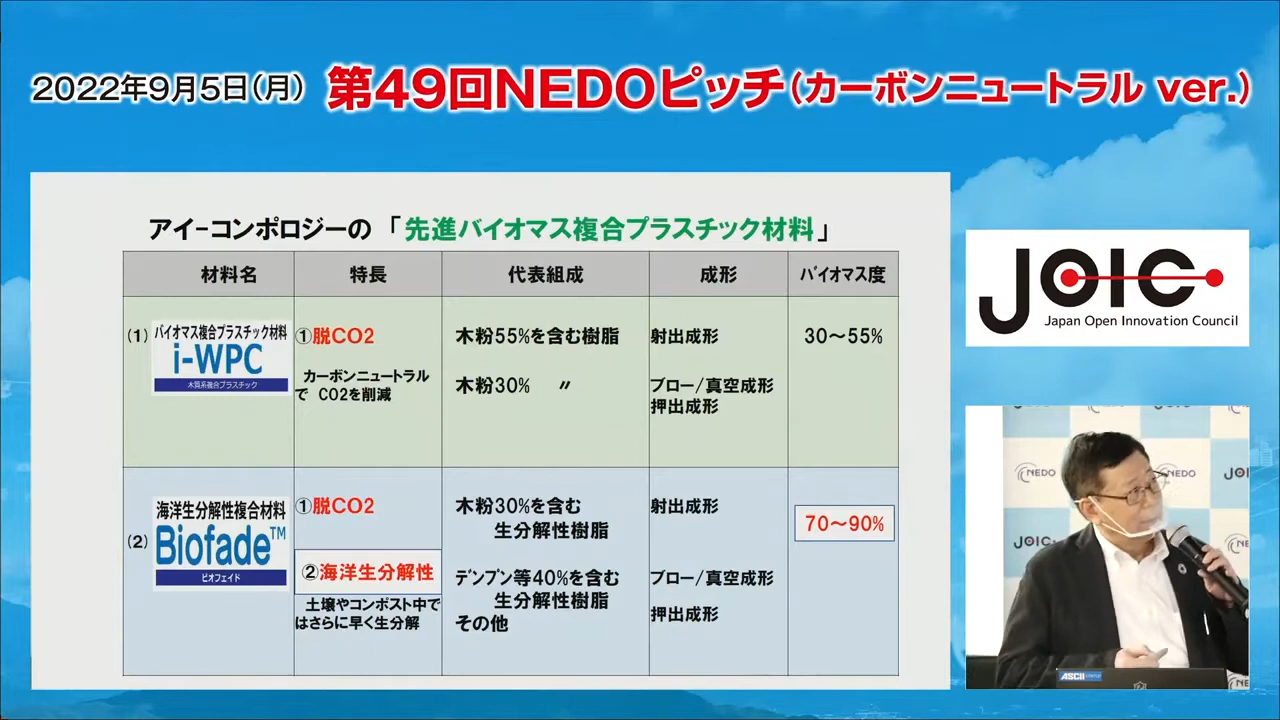 2022年9月5日(月) 第49回NEDOピッチ(カーボンニュートラル ver.)
アイ-コンポロジーの 「先進バイオマス複合プラスチック材料」
材料名 特長 代表組成 成形 バイオマス度
(1) バイオマス複合プラスチック材料
i-WPC
木質系複合プラスチック
①脱CO2
カーボンニュートラル
で CO2を削減
木粉55%を含む樹脂
木粉30% 〃
射出成形
ブロー/真空成形
押出成形
30～55%
(2) 海洋生分解性複合材料
Biofade™
ビオフェイド
①脱CO2
②海洋生分解性
土壌やコンポスト中で
はさらに早く生分解
木粉30%を含む
生分解性樹脂
デンプン等40%を含む
生分解性樹脂
その他
射出成形
ブロー/真空成形
押出成形
70～90%
JOIC
Japan Open Innovation Council
NEDO
NEDO
JOIC
ASCII